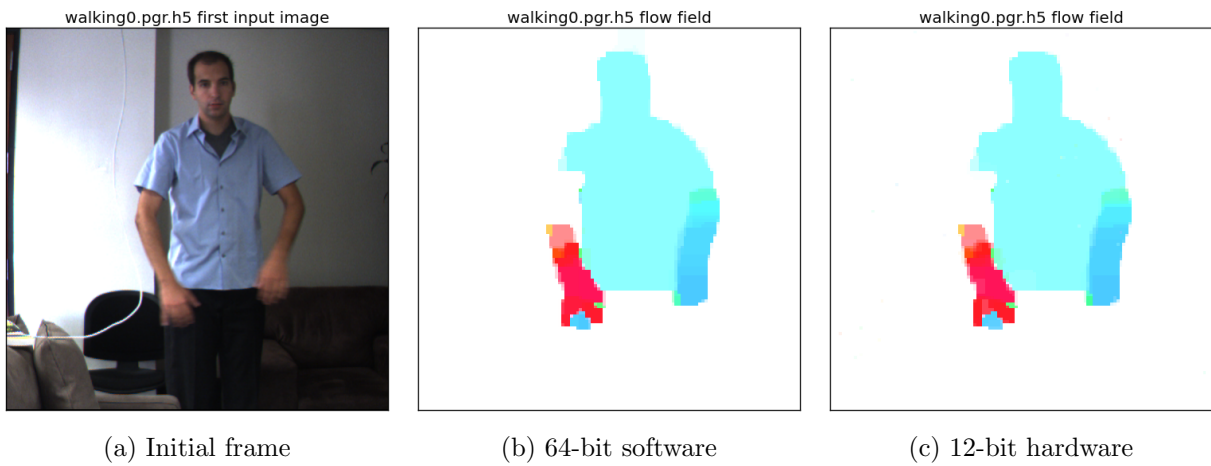 walking0.pgr.h5 first input image
walking0.pgr.h5 flow field
walking0.pgr.h5 flow field
(a) Initial frame
(b) 64-bit software
(c) 12-bit hardware